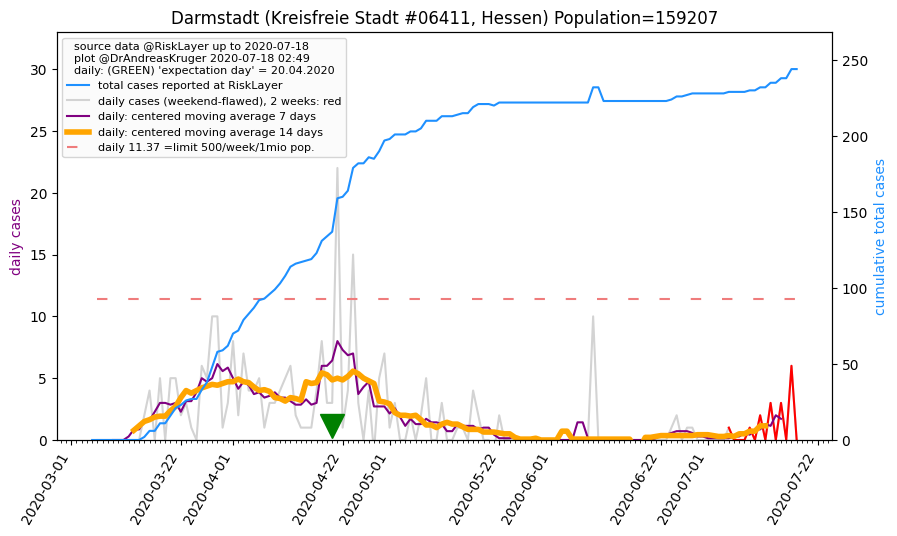 Darmstadt (Kreisfreie Stadt #06411, Hessen) Population=159207
source data @RiskLayer up to 2020-07-18
plot @DrAndreasKruger 2020-07-18 02:49
daily: (GREEN) 'expectation day' = 20.04.2020
total cases reported at RiskLayer
daily cases (weekend-flawed), 2 weeks: red
daily: centered moving average 7 days
daily: centered moving average 14 days
daily 11.37 =limit 500/week/1mio pop.
daily cases
30
25
20
15
10
5
0
250
200
150
100
50
0
cumulative total cases
2020-03-01
2020-03-22
2020-04-01
2020-04-22
2020-05-01
2020-05-22
2020-06-01
2020-06-22
2020-07-01
2020-07-22